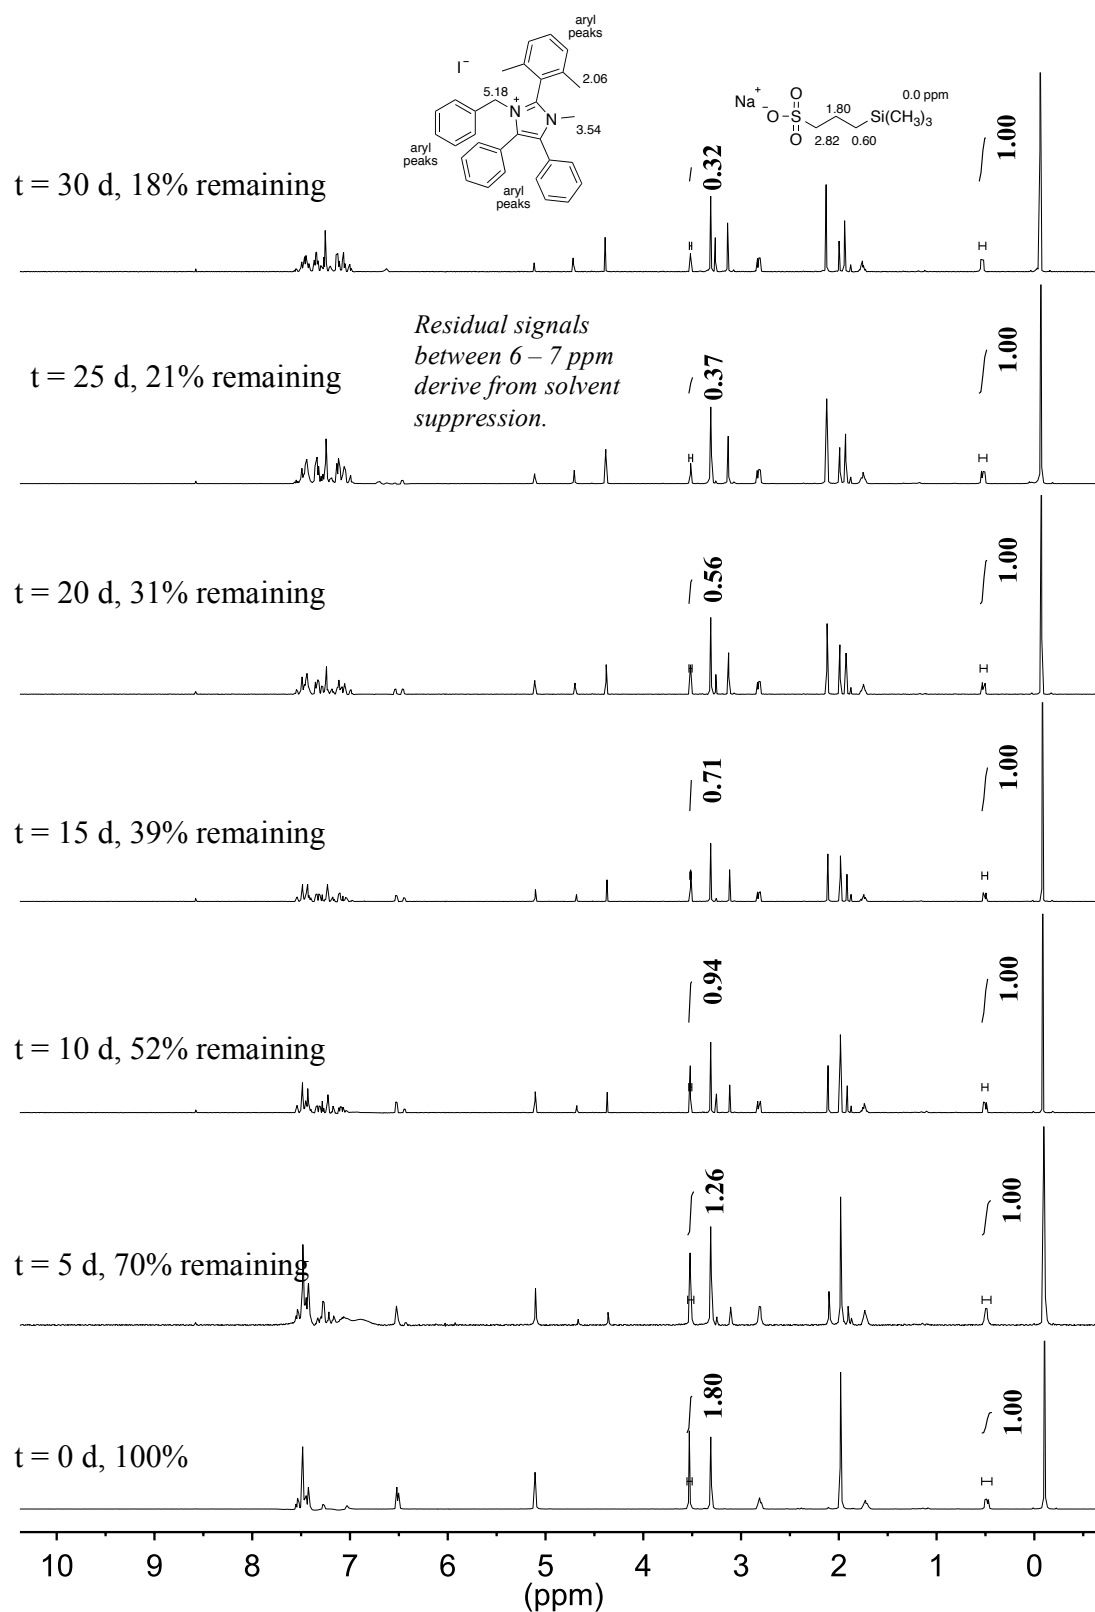 aryl
peaks
I⁻
2.06
5.18
N⁺
N
3.54
aryl
peaks
aryl
peaks
0.0 ppm
Na⁺
⁻O
O
S
O
1.80
Si(CH₃)₃
2.82
0.60
t = 30 d, 18% remaining
0.32
1.00
Residual signals
between 6 – 7 ppm
derive from solvent
suppression.
t = 25 d, 21% remaining
0.37
1.00
t = 20 d, 31% remaining
0.56
1.00
t = 15 d, 39% remaining
0.71
1.00
t = 10 d, 52% remaining
0.94
1.00
t = 5 d, 70% remaining
1.26
1.00
t = 0 d, 100%
1.80
1.00
10 9 8 7 6 5 4 3 2 1 0
(ppm)